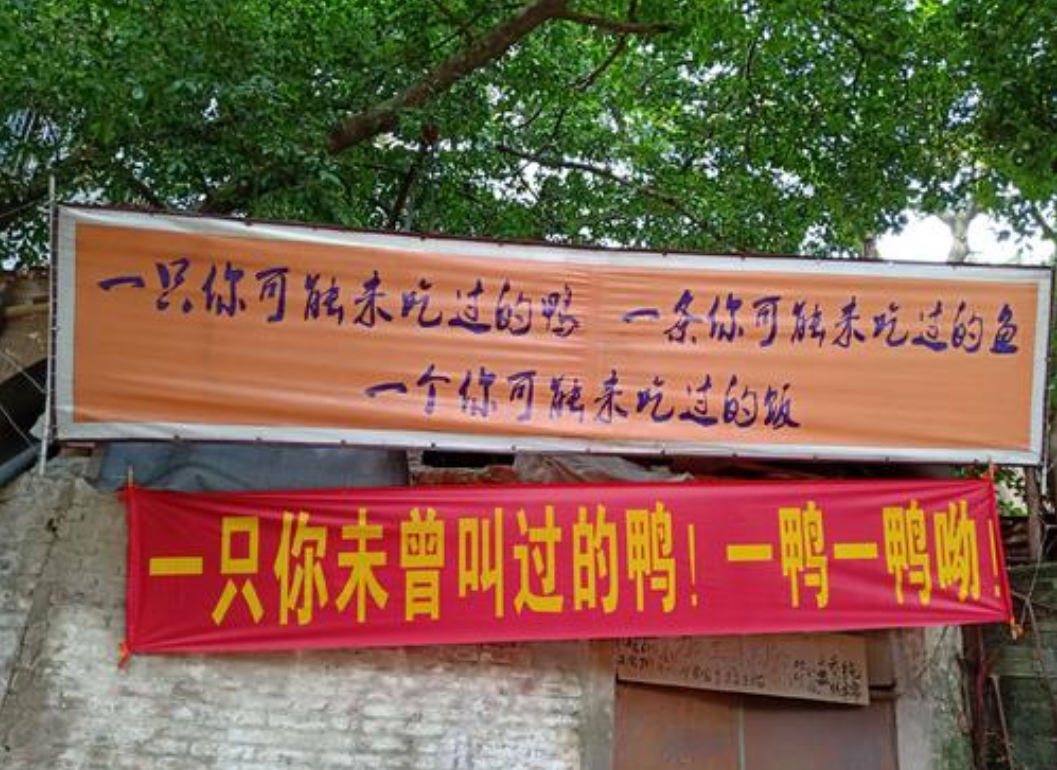 一只你可能未吃过的鸭 一条你可能未吃过的鱼
一个你可能未吃过的饭
一只你未曾叫过的鸭！一鸭一鸭呦！